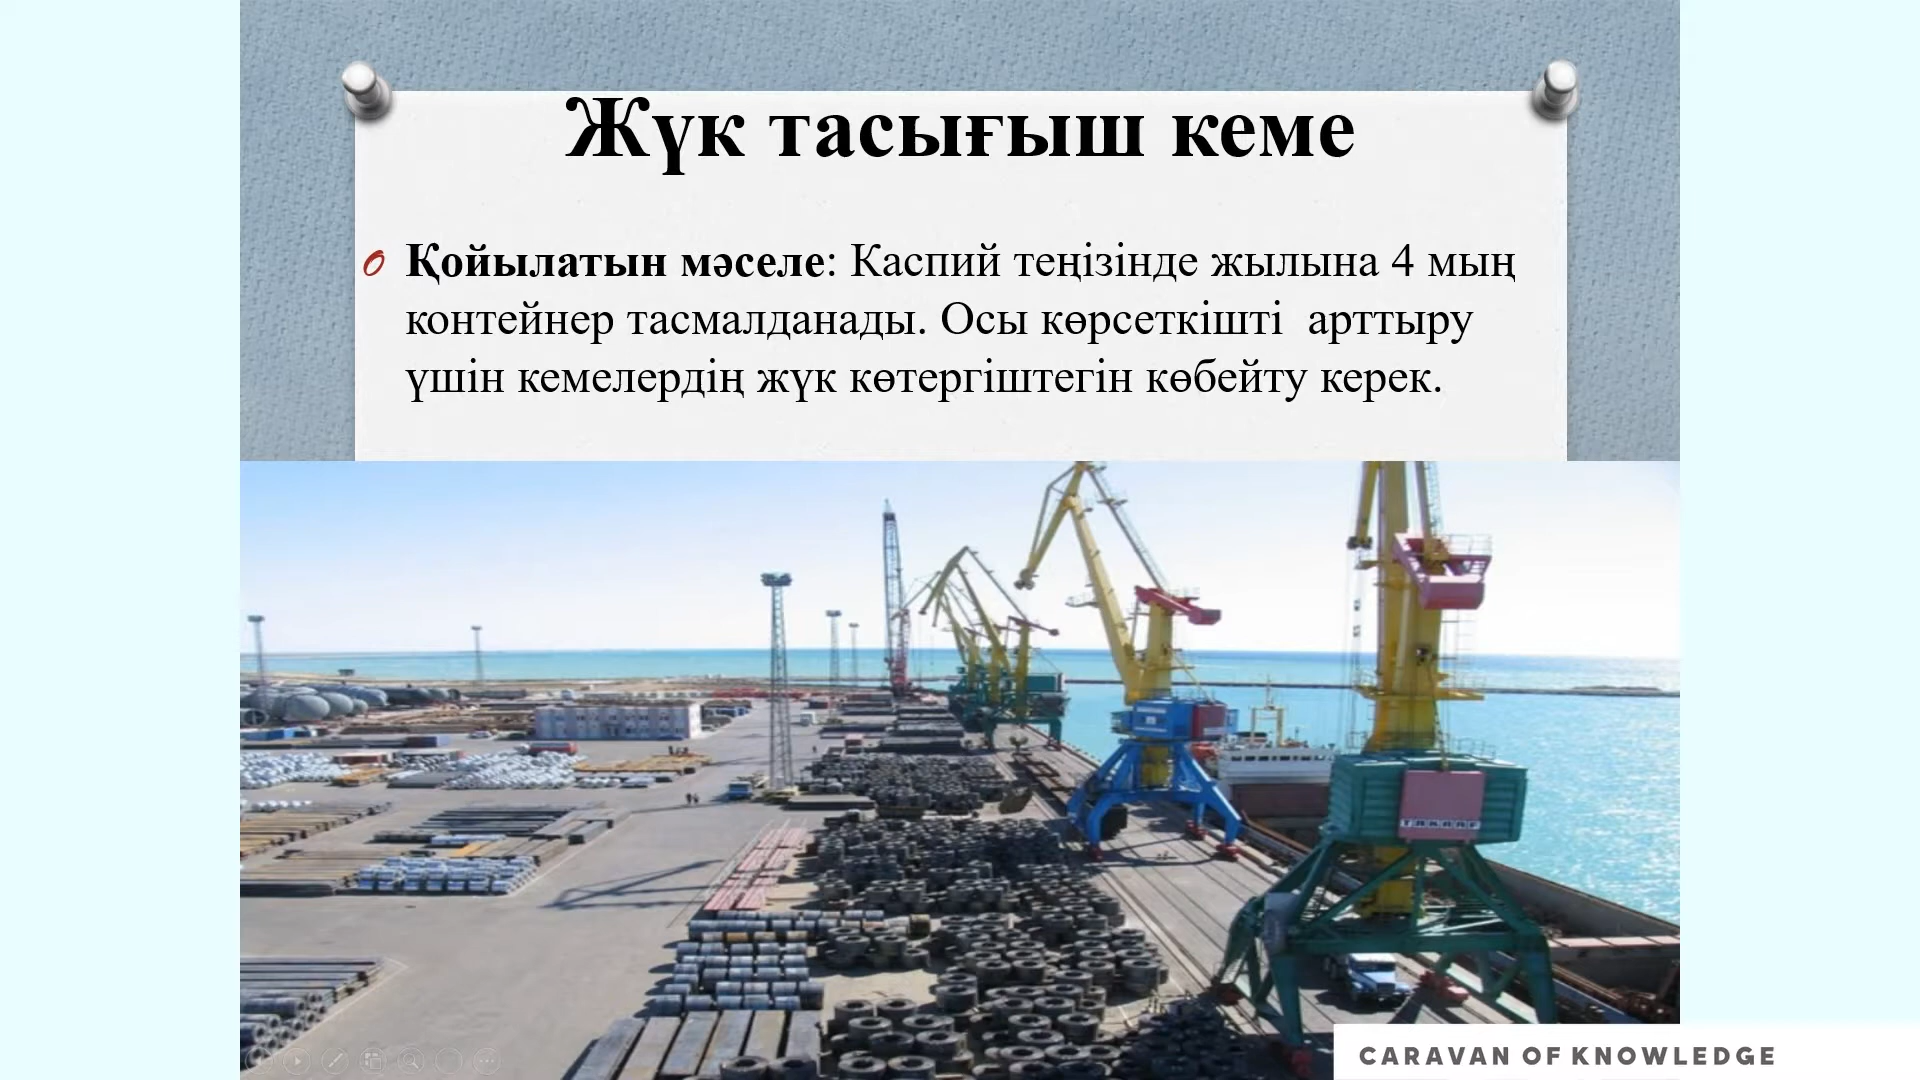 Жүк тасығыш кеме
Қойылатын мәселе: Каспий теңізінде жылына 4 мың
контейнер тасмалданады. Осы көрсеткішті арттыру
үшін кемелердің жүк көтергіштегін көбейту керек.
TAKRAF
CARAVAN OF KNOWLEDGE